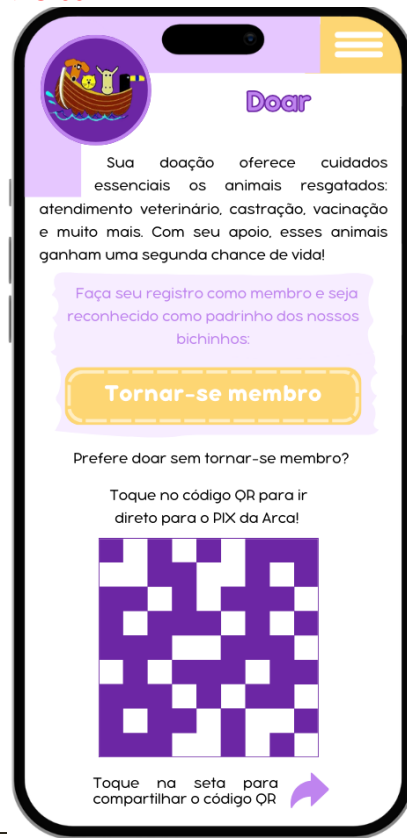 Doar
Sua doação oferece cuidados
essenciais os animais resgatados:
atendimento veterinário, castração, vacinação
e muito mais. Com seu apoio, esses animais
ganham uma segunda chance de vida!
Faça seu registro como membro e seja
reconhecido como padrinho dos nossos
bichinhos:
Tornar-se membro
Prefere doar sem tornar-se membro?
Toque no código QR para ir
direto para o PIX da Arca!
Toque na seta para
compartilhar o código QR